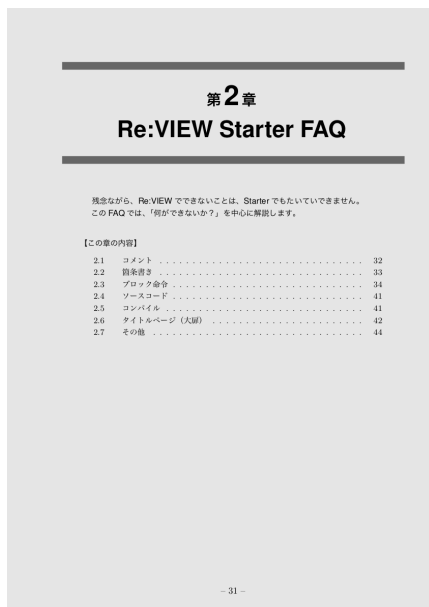 第2章
Re:VIEW Starter FAQ
残念ながら、Re:VIEW でできないことは、Starter でもたいていできません。
この FAQ では、「何ができないか？」を中心に解説します。
【この章の内容】
2.1 コメント . . . . . . . . . . . . . . . . . . . . . . . . . . . . . . . 32
2.2 箇条書き . . . . . . . . . . . . . . . . . . . . . . . . . . . . . . . 33
2.3 ブロック命令 . . . . . . . . . . . . . . . . . . . . . . . . . . . . . 34
2.4 ソースコード . . . . . . . . . . . . . . . . . . . . . . . . . . . . . 41
2.5 コンパイル . . . . . . . . . . . . . . . . . . . . . . . . . . . . . . 41
2.6 タイトルページ（大扉） . . . . . . . . . . . . . . . . . . . . . . . 42
2.7 その他 . . . . . . . . . . . . . . . . . . . . . . . . . . . . . . . . 44
– 31 –